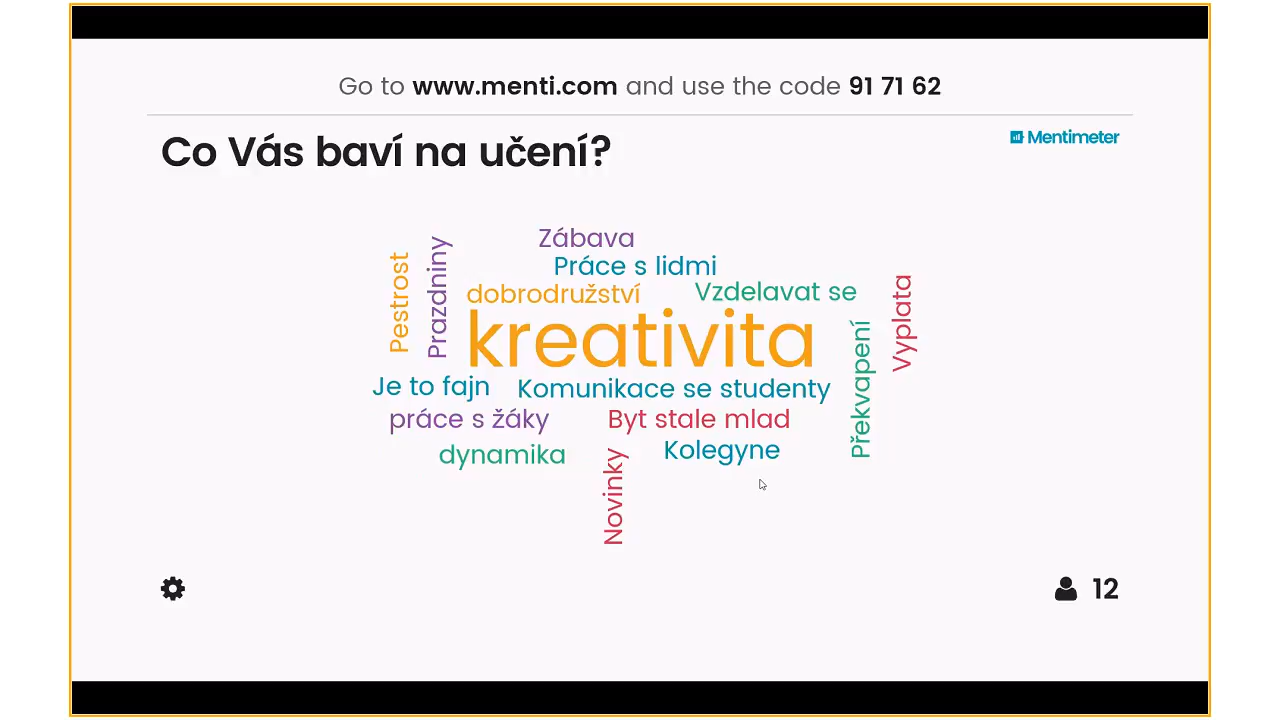 Go to www.menti.com and use the code 91 71 62
Co Vás baví na učení?
Mentimeter
Zábava
Práce s lidmi
Pestrost
Prazdniny
dobrodružství
Vzdelavat se
Vyplata
kreativita
Překvapení
Je to fajn
Komunikace se studenty
práce s žáky
Byt stale mlad
dynamika
Kolegyne
Novinky
12